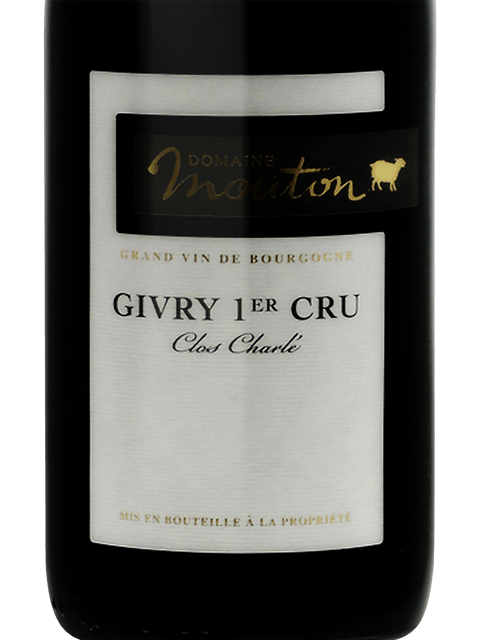 DOMAINE
Mouton
GRAND VIN DE BOURGOGNE
GIVRY 1ER CRU
Clos Charlé
MIS EN BOUTEILLE À LA PROPRIÉTÉ